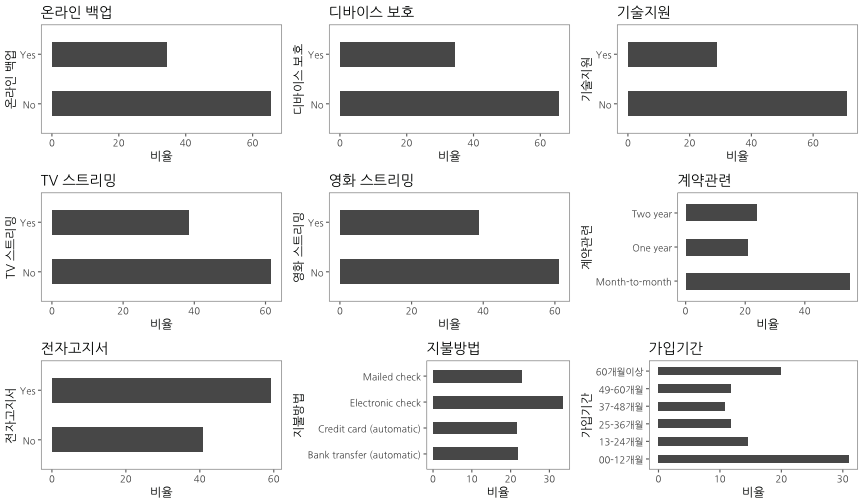 온라인 백업
온라인 백업
Yes
No
0 20 40 60
비율
디바이스 보호
디바이스 보호
Yes
No
0 20 40 60
비율
기술지원
기술지원
Yes
No
0 20 40 60
비율
TV 스트리밍
TV 스트리밍
Yes
No
0 20 40 60
비율
영화 스트리밍
영화 스트리밍
Yes
No
0 20 40 60
비율
계약관련
계약관련
Two year
One year
Month-to-month
0 20 40
비율
전자고지서
전자고지서
Yes
No
0 20 40 60
비율
지불방법
지불방법
Mailed check
Electronic check
Credit card (automatic)
Bank transfer (automatic)
0 10 20 30
비율
가입기간
가입기간
60개월이상
49-60개월
37-48개월
25-36개월
13-24개월
00-12개월
0 10 20 30
비율